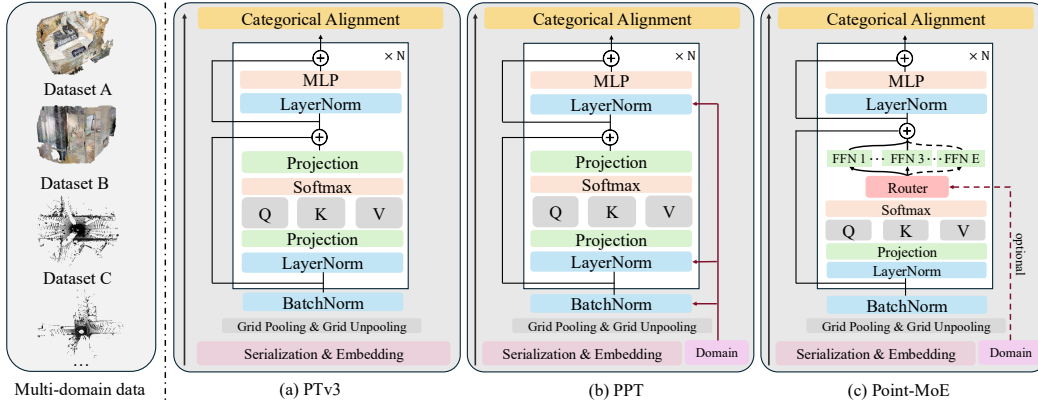 Dataset A
Dataset B
Dataset C
...
Multi-domain data
Categorical Alignment
× N
MLP
LayerNorm
Projection
Softmax
Q K V
Projection
LayerNorm
BatchNorm
Grid Pooling & Grid Unpooling
Serialization & Embedding
(a) PTv3
Categorical Alignment
× N
MLP
LayerNorm
Projection
Softmax
Q K V
Projection
LayerNorm
BatchNorm
Grid Pooling & Grid Unpooling
Serialization & Embedding
Domain
(b) PPT
Categorical Alignment
× N
MLP
LayerNorm
FFN 1 ··· FFN 3 ··· FFN E
Router
Softmax
Q K V
Projection
LayerNorm
optional
BatchNorm
Grid Pooling & Grid Unpooling
Serialization & Embedding
Domain
(c) Point-MoE